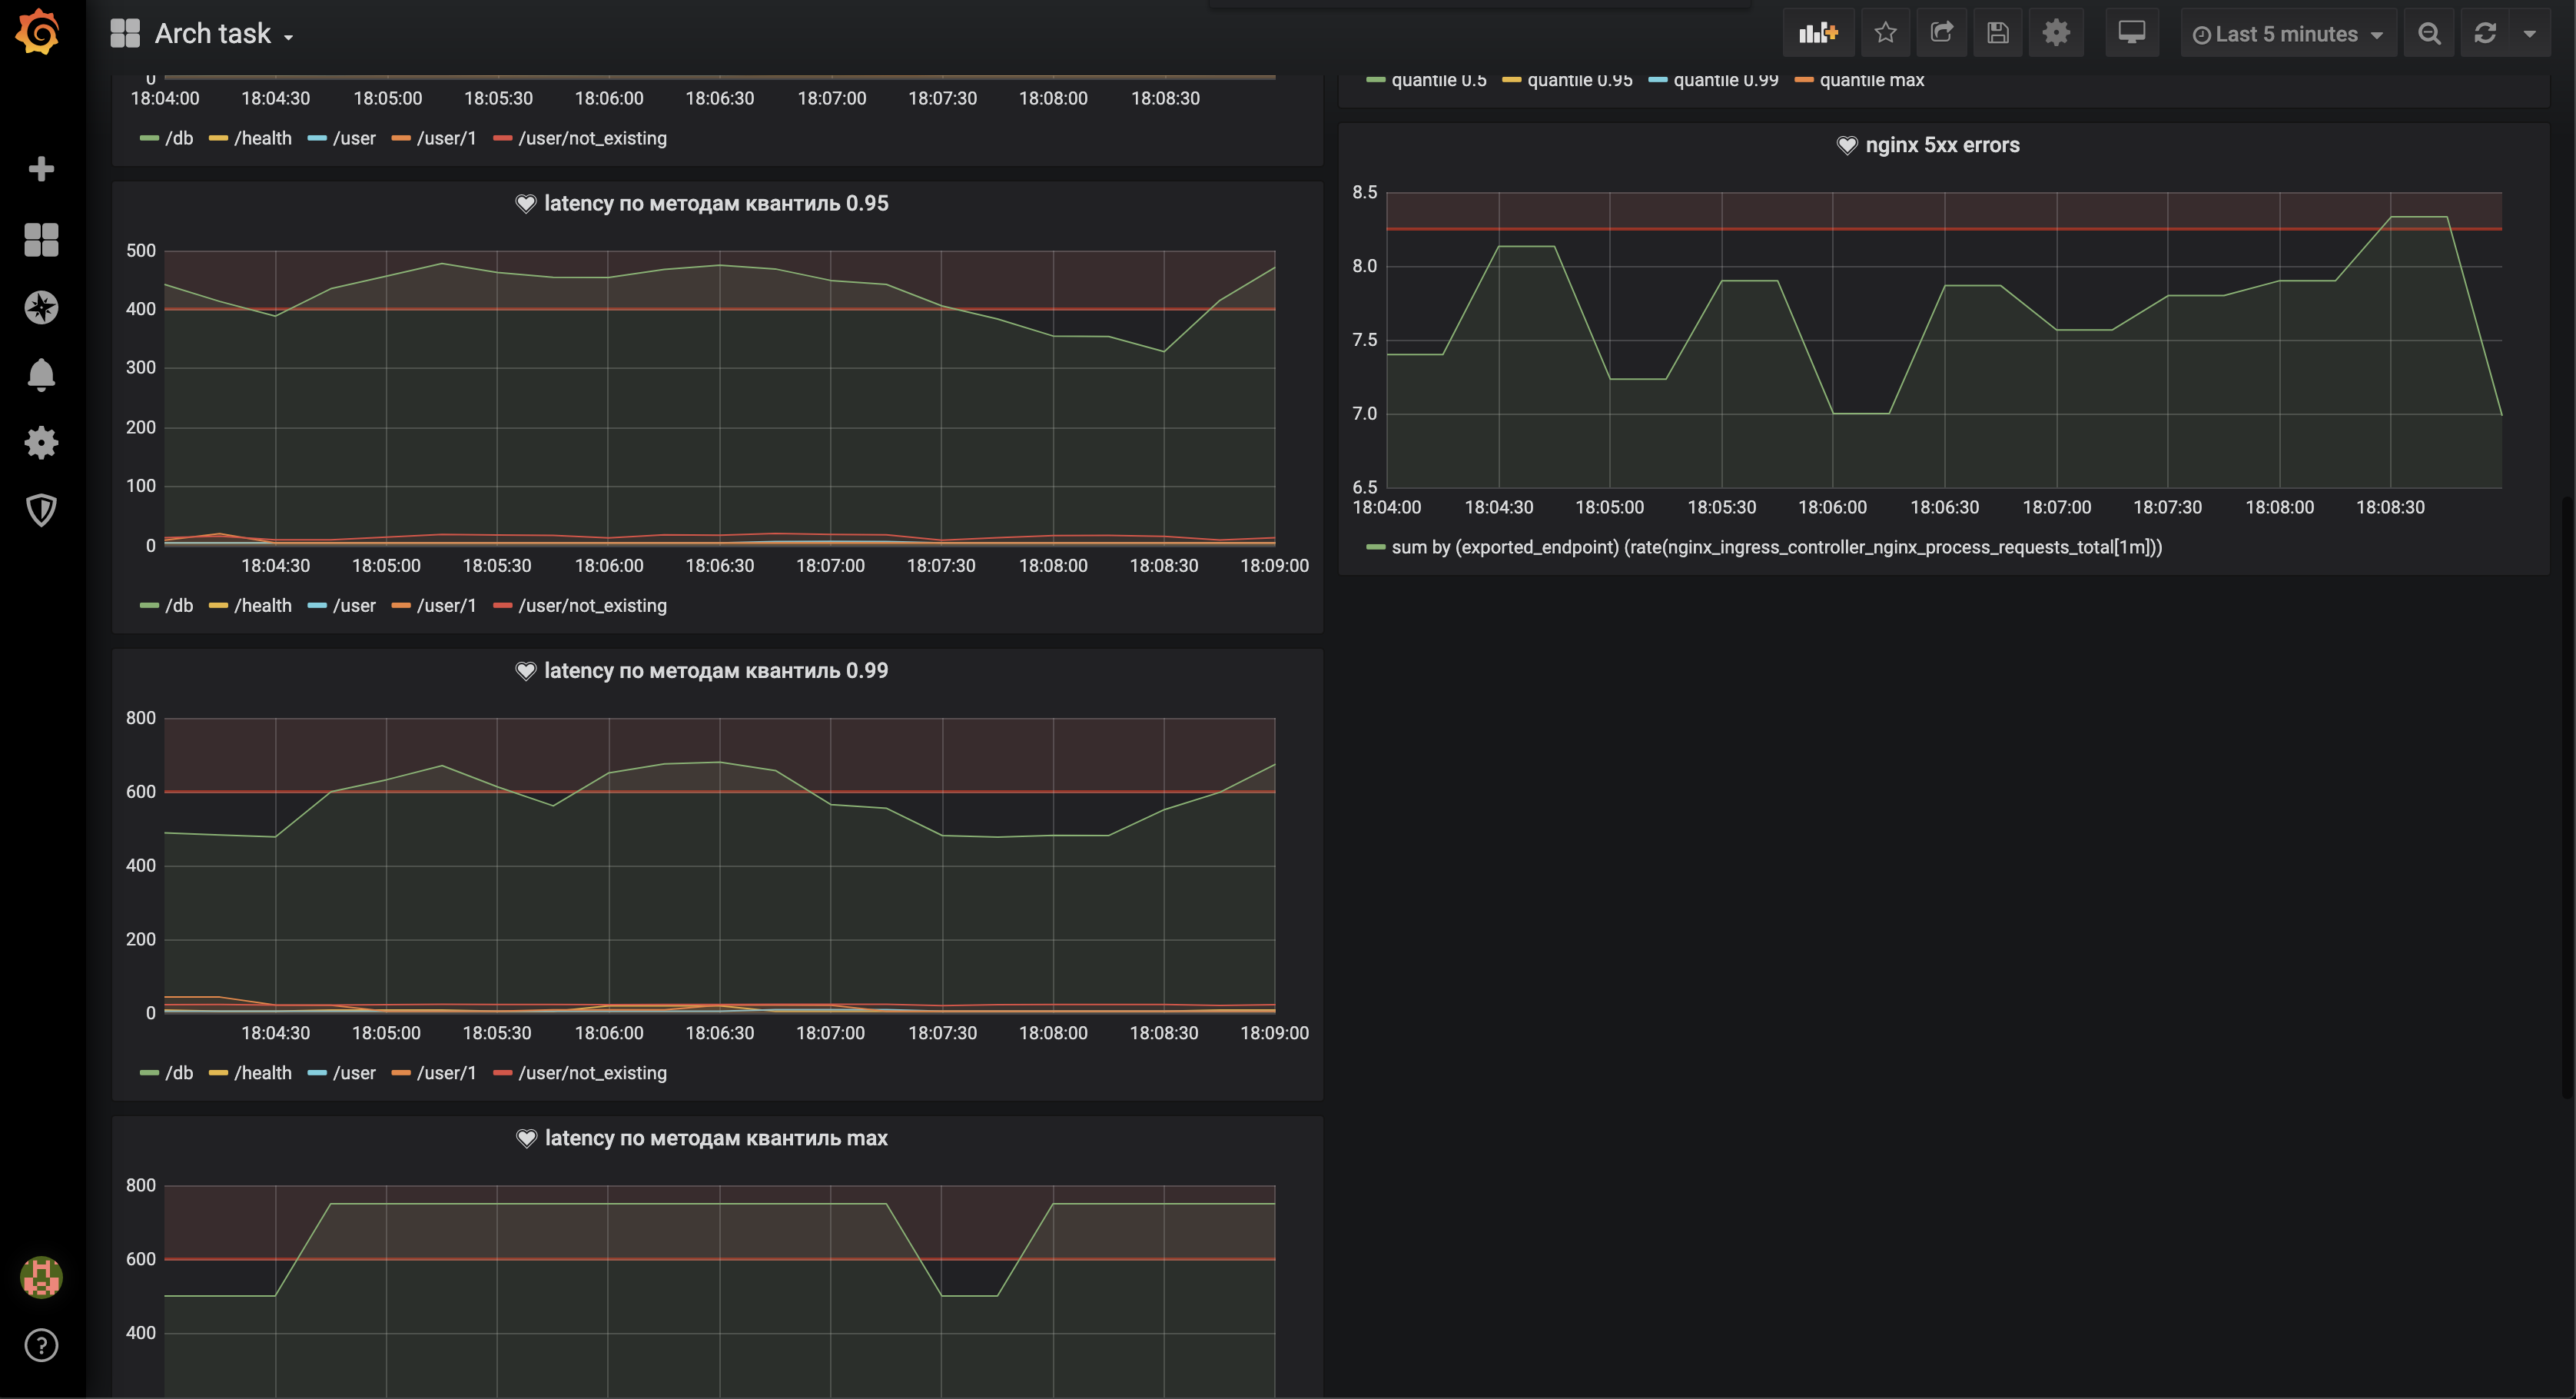 Arch task
Last 5 minutes
0
18:04:00 18:04:30 18:05:00 18:05:30 18:06:00 18:06:30 18:07:00 18:07:30 18:08:00 18:08:30
/db /health /user /user/1 /user/not_existing
latency по методам квантиль 0.95
500
400
300
200
100
0
18:04:30 18:05:00 18:05:30 18:06:00 18:06:30 18:07:00 18:07:30 18:08:00 18:08:30 18:09:00
/db /health /user /user/1 /user/not_existing
latency по методам квантиль 0.99
800
600
400
200
0
18:04:30 18:05:00 18:05:30 18:06:00 18:06:30 18:07:00 18:07:30 18:08:00 18:08:30 18:09:00
/db /health /user /user/1 /user/not_existing
latency по методам квантиль max
800
600
400
quantile 0.5 quantile 0.95 quantile 0.99 quantile max
nginx 5xx errors
8.5
8.0
7.5
7.0
6.5
18:04:00 18:04:30 18:05:00 18:05:30 18:06:00 18:06:30 18:07:00 18:07:30 18:08:00 18:08:30
sum by (exported_endpoint) (rate(nginx_ingress_controller_nginx_process_requests_total[1m]))